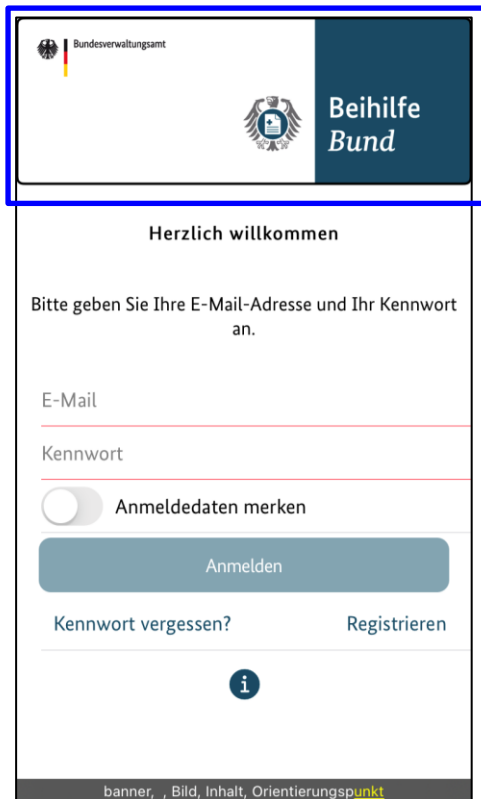 Bundesverwaltungsamt
Beihilfe
Bund
Herzlich willkommen
Bitte geben Sie Ihre E-Mail-Adresse und Ihr Kennwort
an.
E-Mail
Kennwort
Anmeldedaten merken
Anmelden
Kennwort vergessen? Registrieren
i
banner, , Bild, Inhalt, Orientierungspunkt